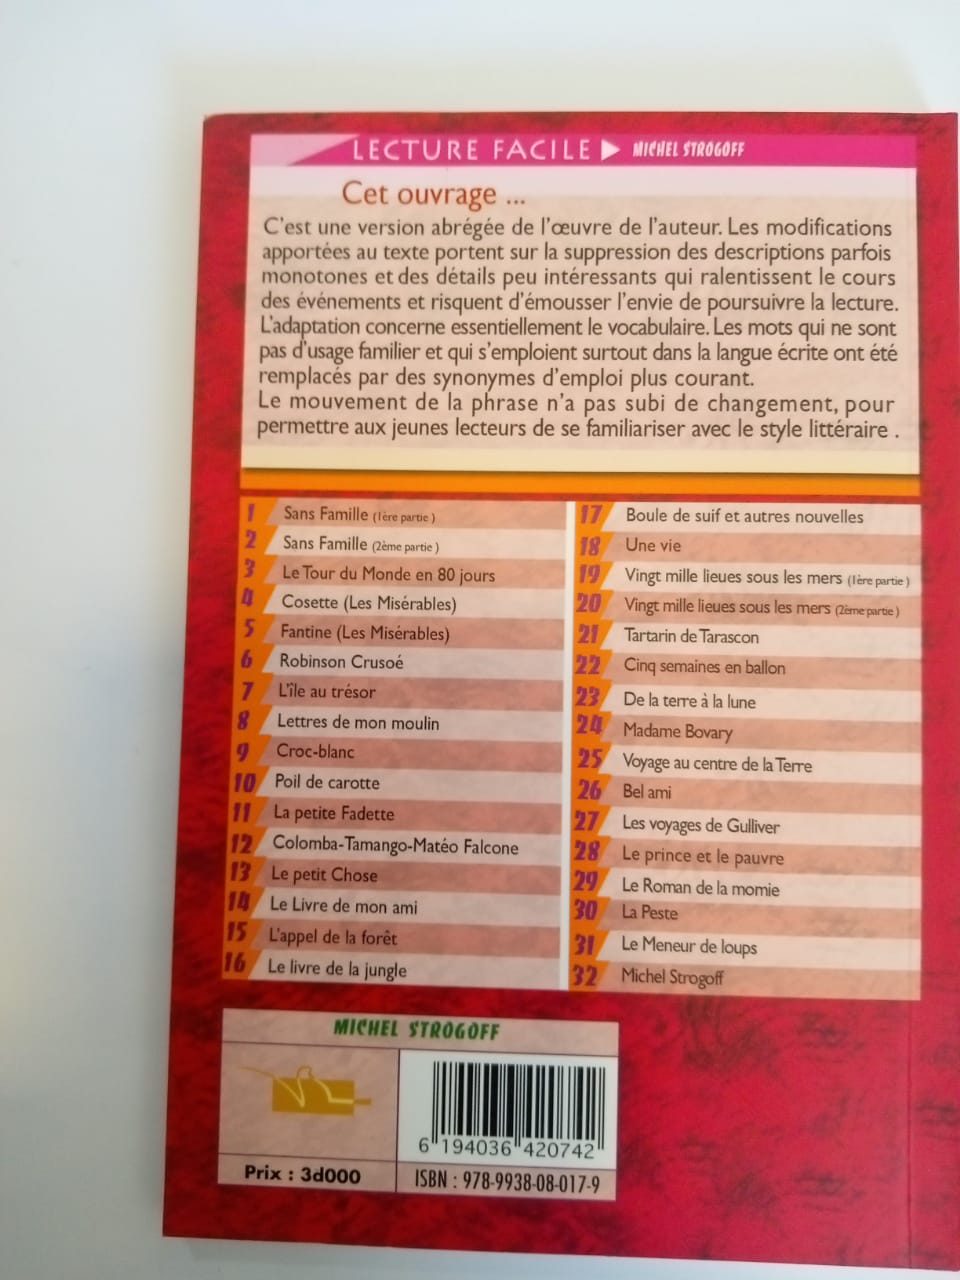 LECTURE FACILE MICHEL STROGOFF
Cet ouvrage ...
C'est une version abrégée de l'œuvre de l'auteur. Les modifications
apportées au texte portent sur la suppression des descriptions parfois
monotones et des détails peu intéressants qui ralentissent le cours
des événements et risquent d'émousser l'envie de poursuivre la lecture.
L'adaptation concerne essentiellement le vocabulaire. Les mots qui ne sont
pas d'usage familier et qui s'emploient surtout dans la langue écrite ont été
remplacés par des synonymes d'emploi plus courant.
Le mouvement de la phrase n'a pas subi de changement, pour
permettre aux jeunes lecteurs de se familiariser avec le style littéraire .
1 Sans Famille (1ère partie )
2 Sans Famille (2ème partie )
3 Le Tour du Monde en 80 jours
4 Cosette (Les Misérables)
5 Fantine (Les Misérables)
6 Robinson Crusoé
7 L'île au trésor
8 Lettres de mon moulin
9 Croc-blanc
10 Poil de carotte
11 La petite Fadette
12 Colomba-Tamango-Matéo Falcone
13 Le petit Chose
14 Le Livre de mon ami
15 L'appel de la forêt
16 Le livre de la jungle
17 Boule de suif et autres nouvelles
18 Une vie
19 Vingt mille lieues sous les mers (1ère partie )
20 Vingt mille lieues sous les mers (2ème partie )
21 Tartarin de Tarascon
22 Cinq semaines en ballon
23 De la terre à la lune
24 Madame Bovary
25 Voyage au centre de la Terre
26 Bel ami
27 Les voyages de Gulliver
28 Le prince et le pauvre
29 Le Roman de la momie
30 La Peste
31 Le Meneur de loups
32 Michel Strogoff
MICHEL STROGOFF
6 194036 420742
Prix : 3d000
ISBN : 978-9938-08-017-9